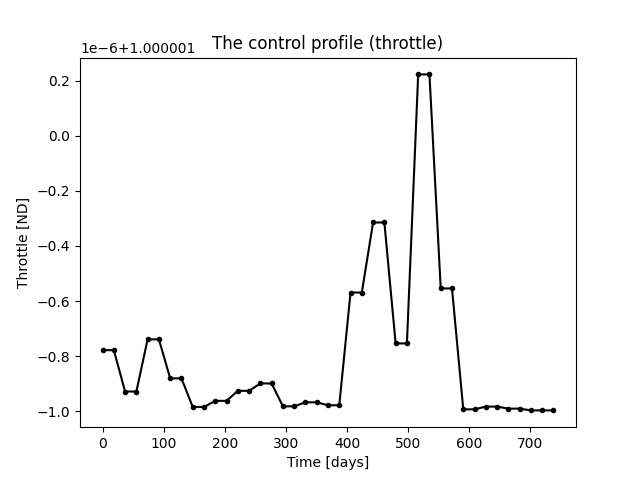 The control profile (throttle)
1e−6+1.000001
0.2
0.0
−0.2
−0.4
−0.6
−0.8
−1.0
Throttle [ND]
0 100 200 300 400 500 600 700
Time [days]